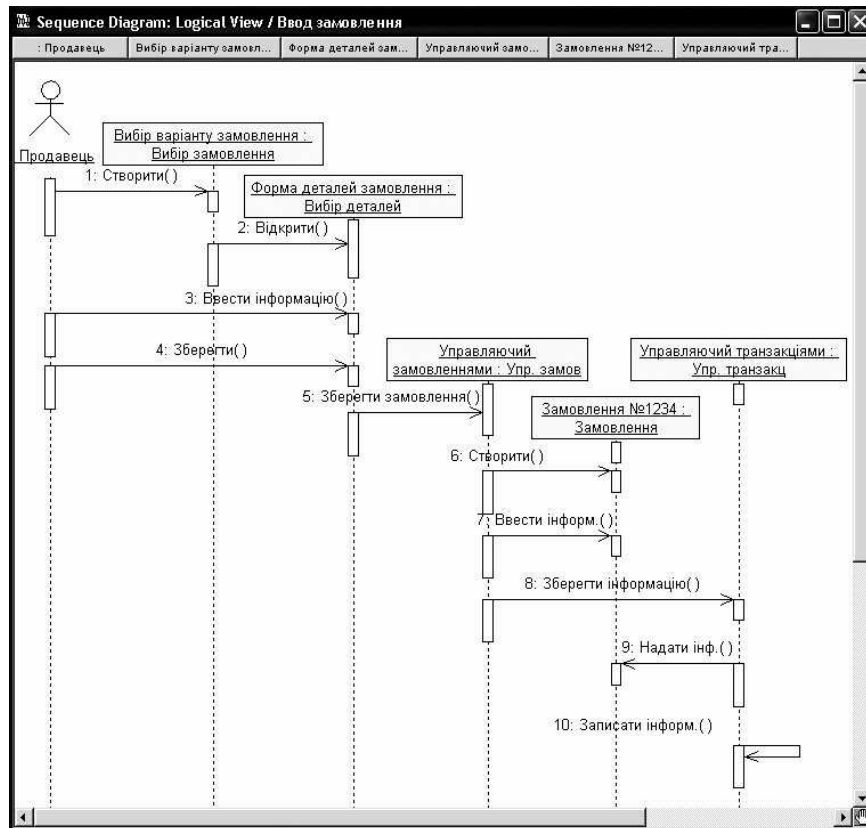 Sequence Diagram: Logical View / Ввод замовлення
: Продавець
Вибір варіанту замовл...
Форма деталей зам...
Управляючий замо...
Замовлення №12...
Управляючий тра...
Продавець
Вибір варіанту замовлення :
Вибір замовлення
1: Створити( )
Форма деталей замовлення :
Вибір деталей
2: Відкрити( )
3: Ввести інформацію( )
4: Зберегти( )
Управляючий
замовленнями : Упр. замов
Управляючий транзакціями :
Упр. транзакц
5: Зберегти замовлення( )
Замовлення №1234 :
Замовлення
6: Створити( )
7: Ввести інформ.( )
8: Зберегти інформацію( )
9: Надати інф.( )
10: Записати інформ.( )